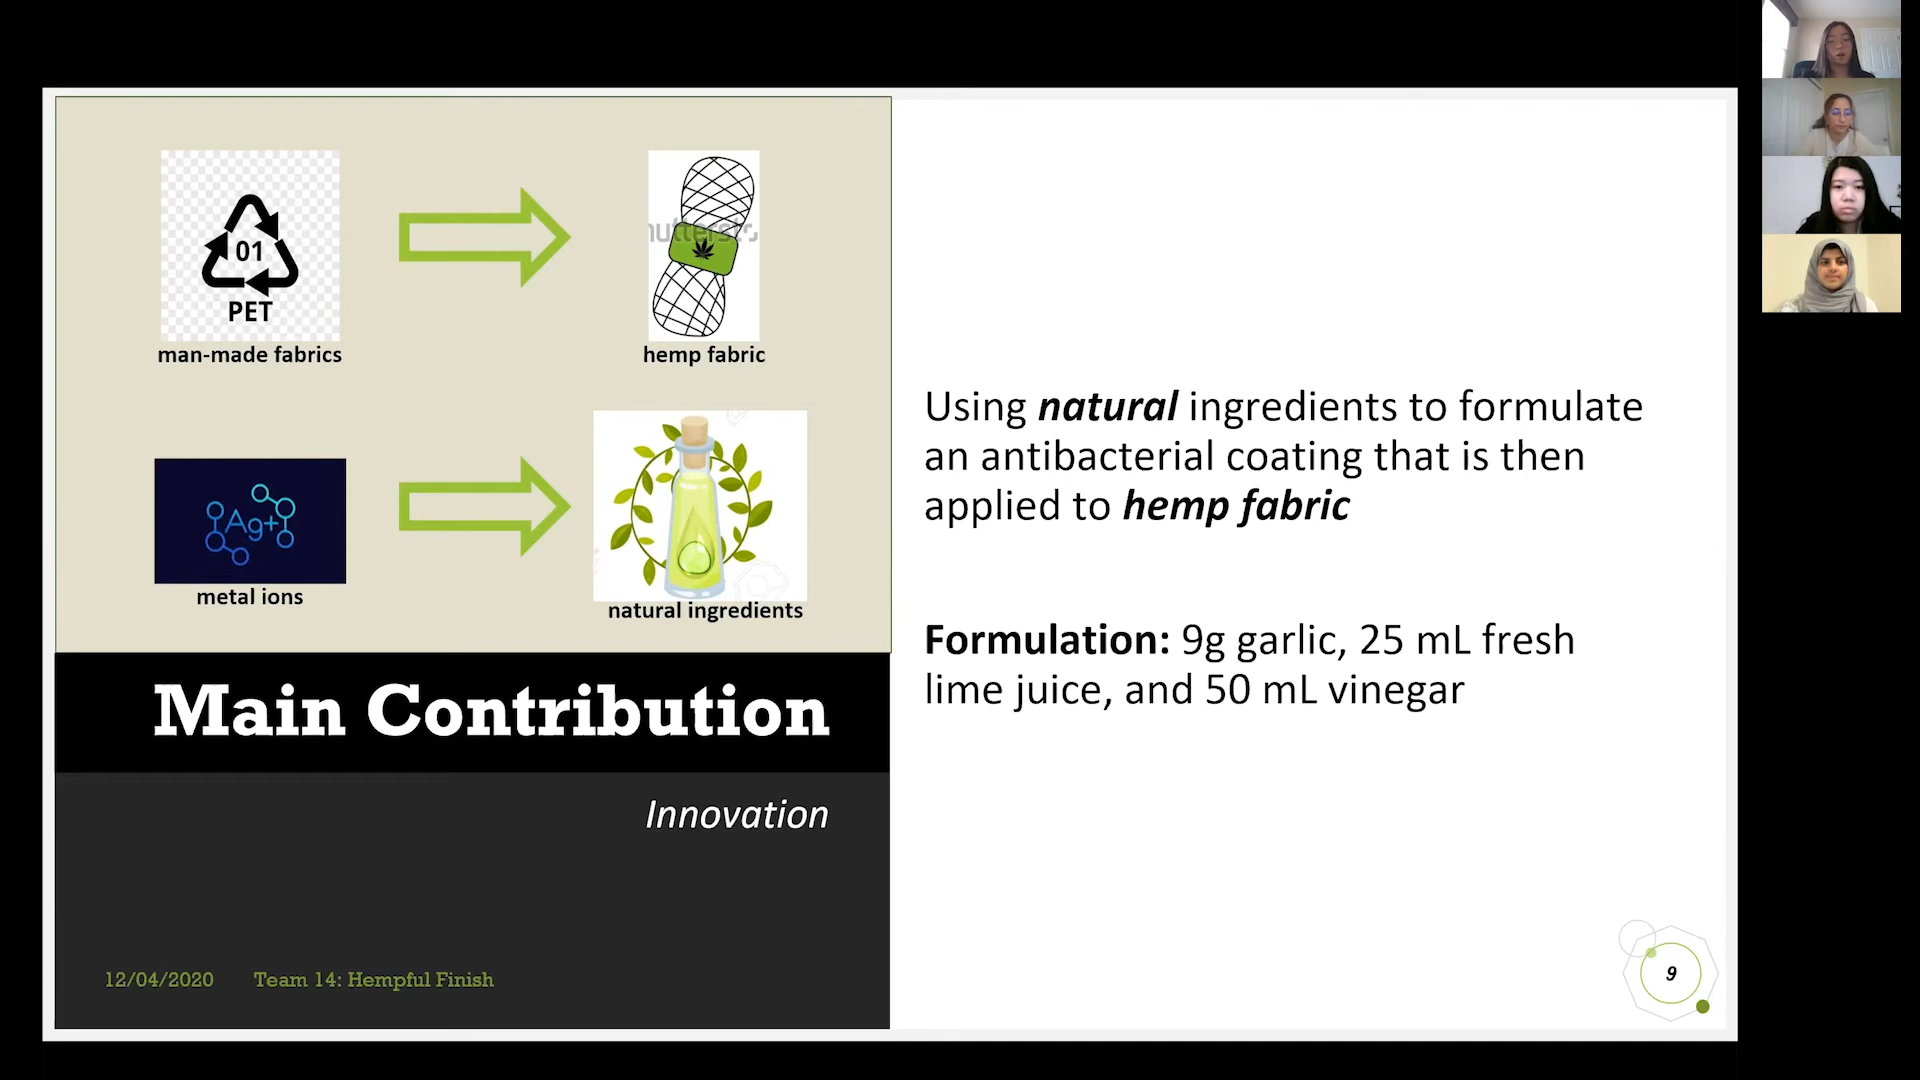 01
PET
man-made fabrics
hemp fabric
Ag+
metal ions
natural ingredients
Main Contribution
Innovation
12/04/2020 Team 14: Hempful Finish
Using natural ingredients to formulate
an antibacterial coating that is then
applied to hemp fabric
Formulation: 9g garlic, 25 mL fresh
lime juice, and 50 mL vinegar
9